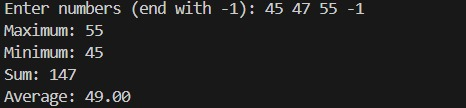 Enter numbers (end with -1): 45 47 55 -1
Maximum: 55
Minimum: 45
Sum: 147
Average: 49.00